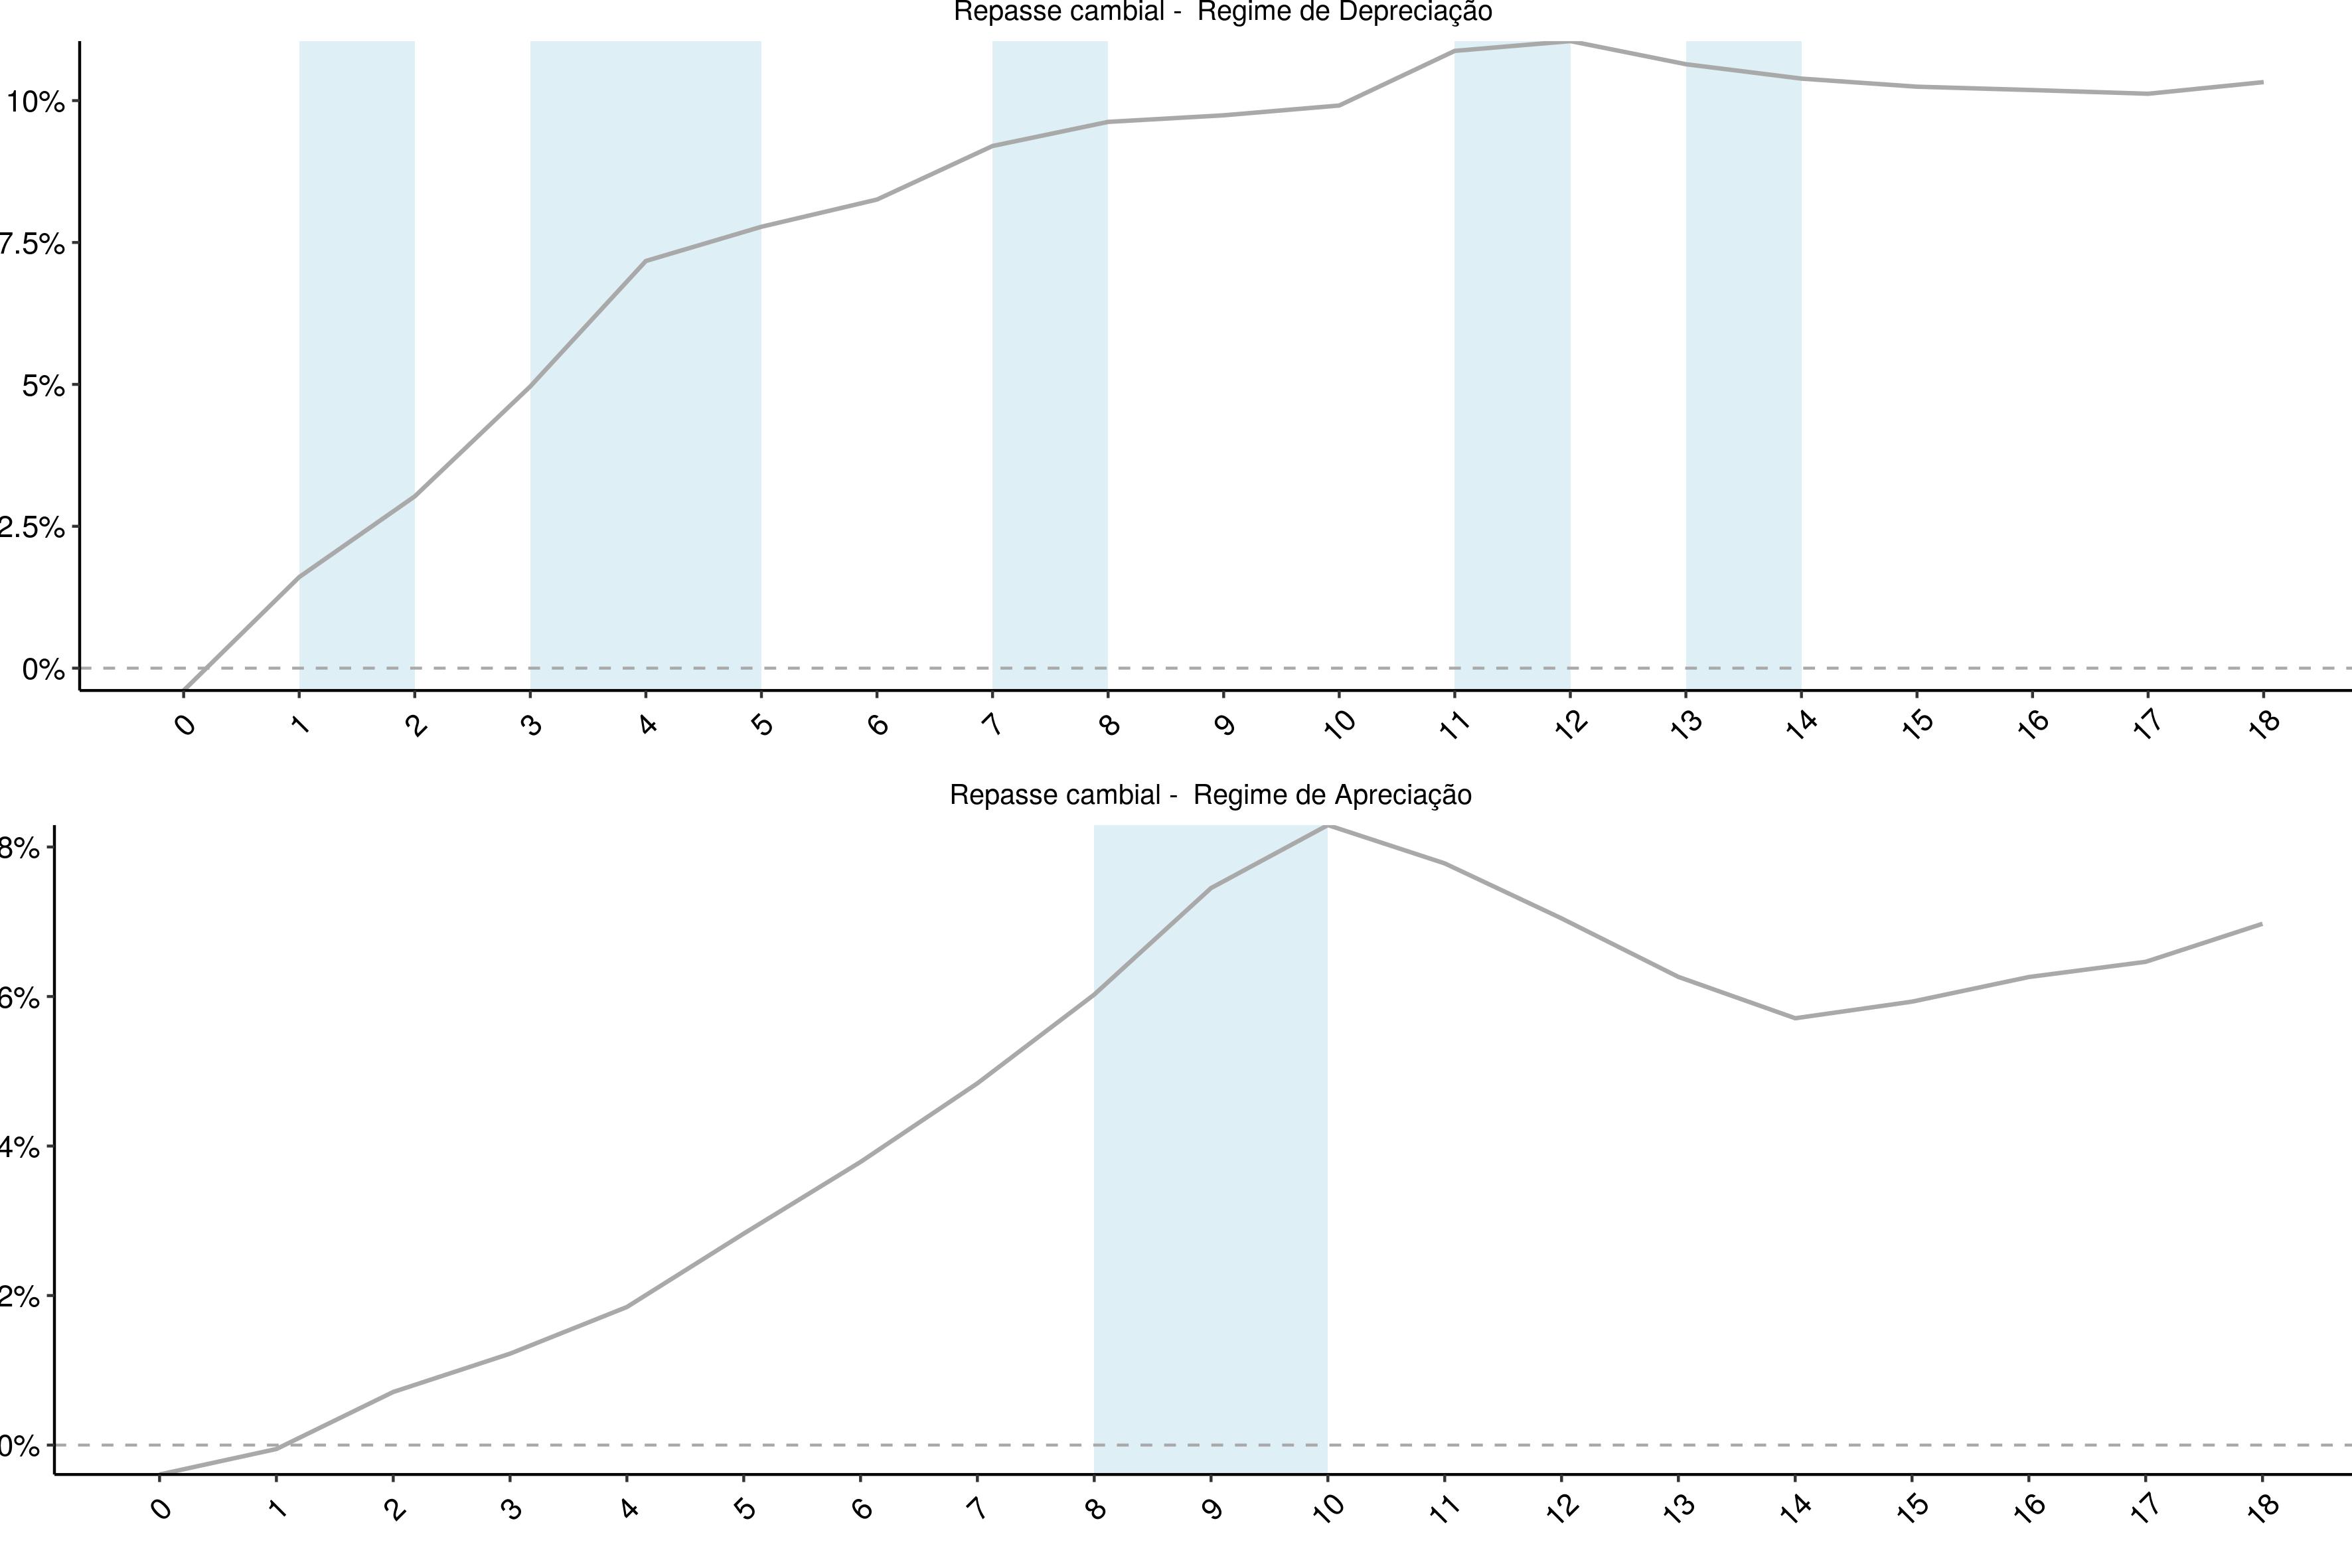 Repasse cambial -  Regime de Depreciação
10%
7.5%
5%
2.5%
0%
0 1 2 3 4 5 6 7 8 9 10 11 12 13 14 15 16 17 18
Repasse cambial -  Regime de Apreciação
8%
6%
4%
2%
0%
0 1 2 3 4 5 6 7 8 9 10 11 12 13 14 15 16 17 18